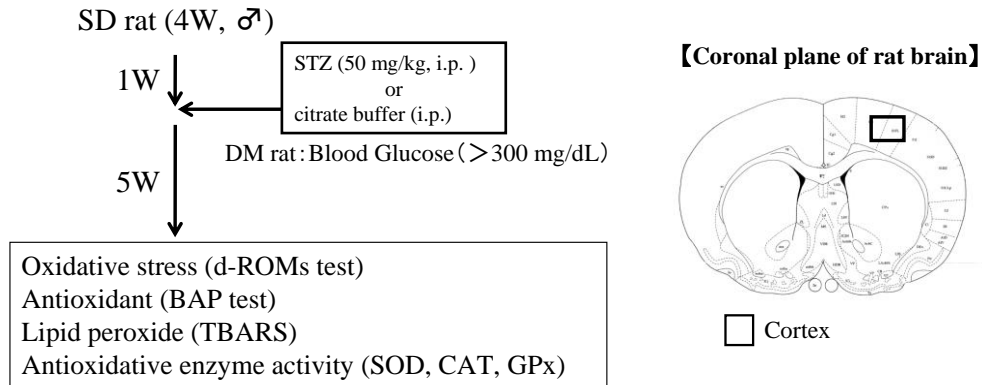 SD rat (4W, ♂)
1W
STZ (50 mg/kg, i.p. )
or
citrate buffer (i.p.)
DM rat：Blood Glucose（＞300 mg/dL）
5W
Oxidative stress (d-ROMs test)
Antioxidant (BAP test)
Lipid peroxide (TBARS)
Antioxidative enzyme activity (SOD, CAT, GPx)
【Coronal plane of rat brain】
Cortex